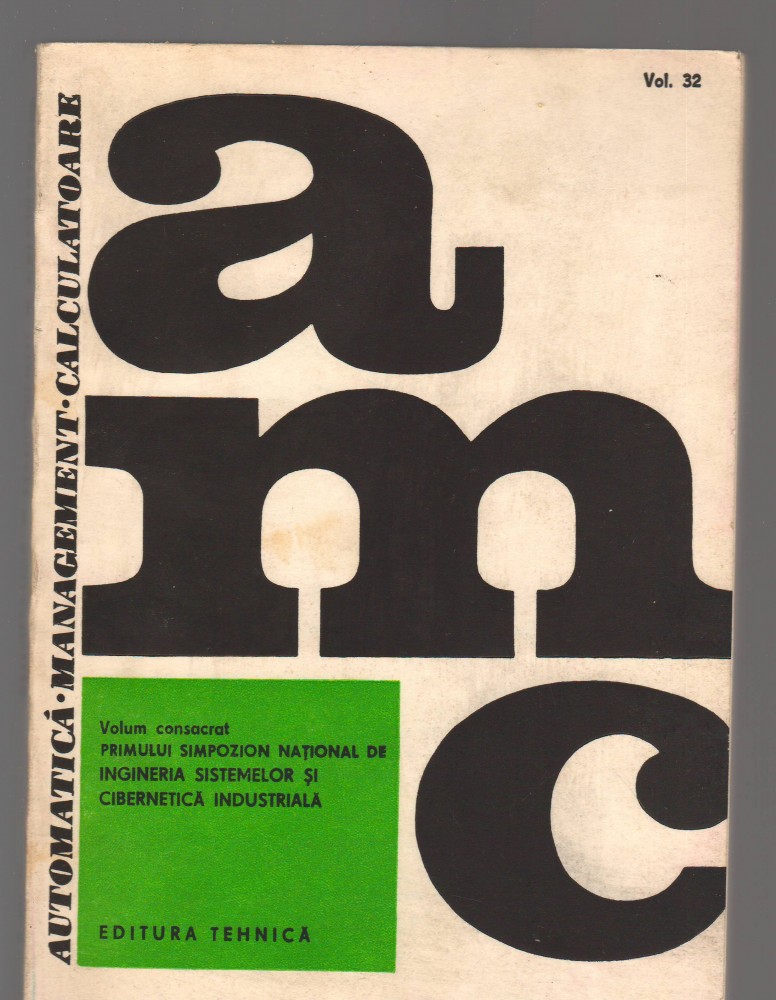 Vol. 32
AUTOMATICĂ·MANAGEMENT·CALCULATOARE
a
m
c
Volum consacrat
PRIMULUI SIMPOZION NAȚIONAL DE
INGINERIA SISTEMELOR ȘI
CIBERNETICĂ INDUSTRIALĂ
EDITURA TEHNICĂ